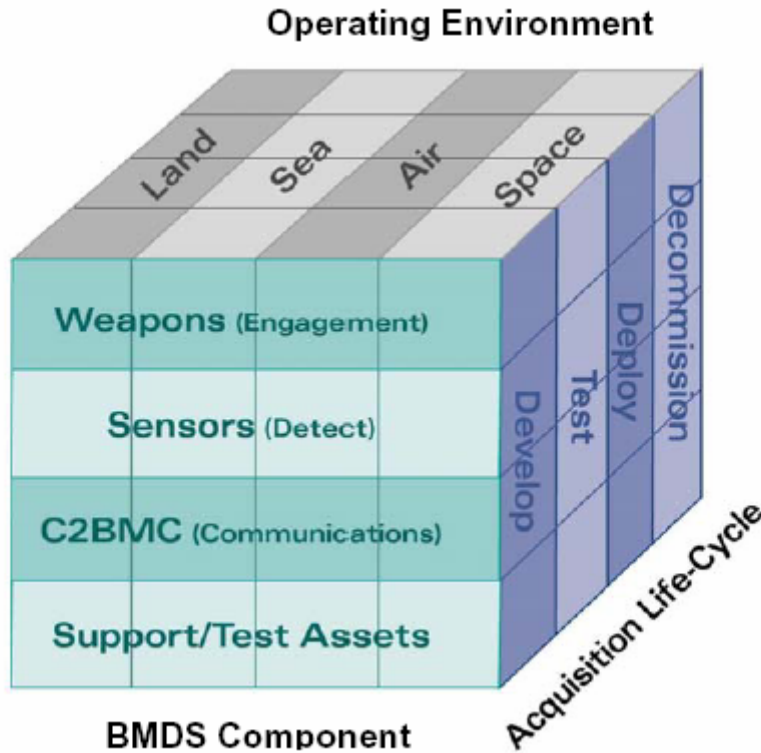 Operating Environment
Land
Sea
Air
Space
Weapons (Engagement)
Sensors (Detect)
C2BMC (Communications)
Support/Test Assets
Develop
Test
Deploy
Decommission
Acquisition Life-Cycle
BMDS Component